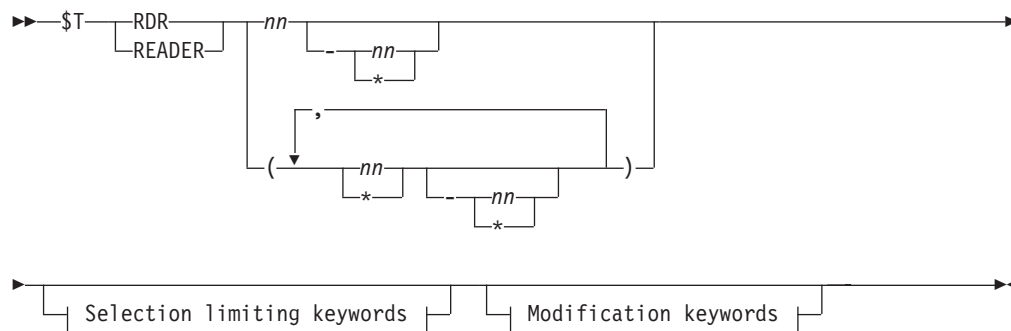 $T RDR nn
READER - nn
*
,
( nn )
* - nn
*
Selection limiting keywords Modification keywords